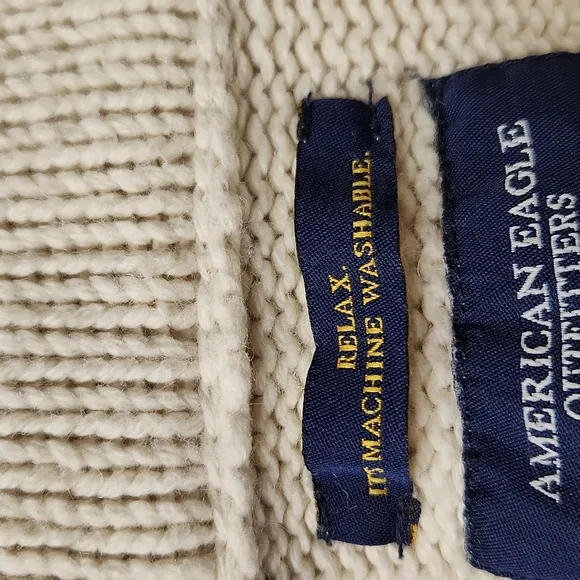 RELAX.
IT'S MACHINE WASHABLE.
AMERICAN EAGLE
OUTFITTERS